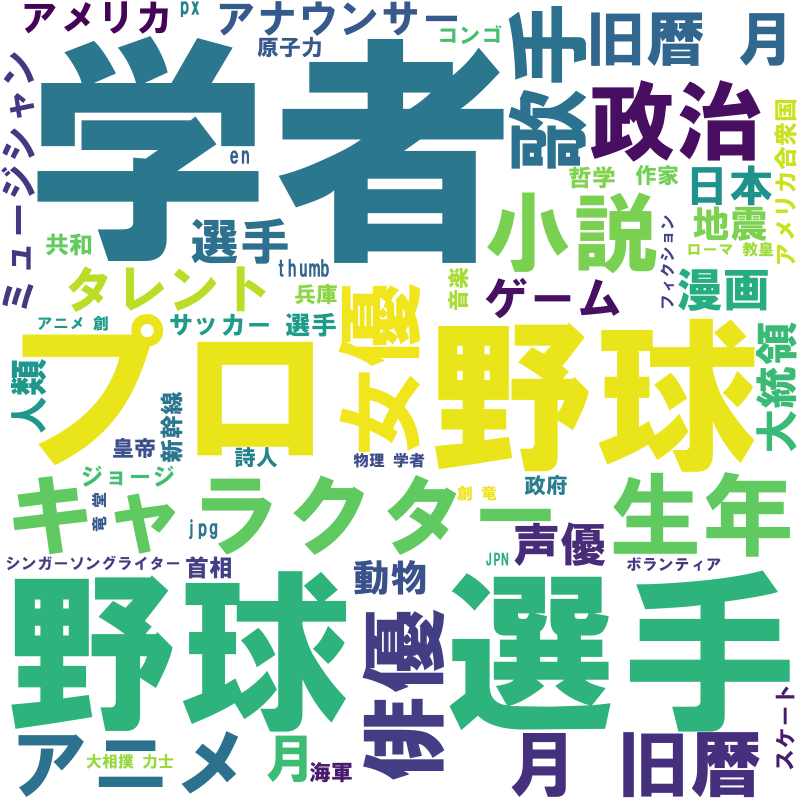 アメリカ
px
アナウンサー
原子力
コンゴ
歌手
旧暦 月
学者
政治
アメリカ合衆国
ミュージシャン
en
哲学
作家
日本
共和
選手
小説
地震
フィクション
ローマ 教皇
thumb
タレント
兵庫
音楽
ゲーム
漫画
アニメ 創
サッカー 選手
女優
プロ 野球
大統領
人類
新幹線
皇帝
詩人
物理 学者
ジョージ
政府
創 竜
竜 堂
キャラクター
生年
jpg
声優
JPN
シンガーソングライター
首相
動物
ボランティア
野球 選手
俳優
スケート
アニメ
大相撲 力士
月
海軍
月 旧暦